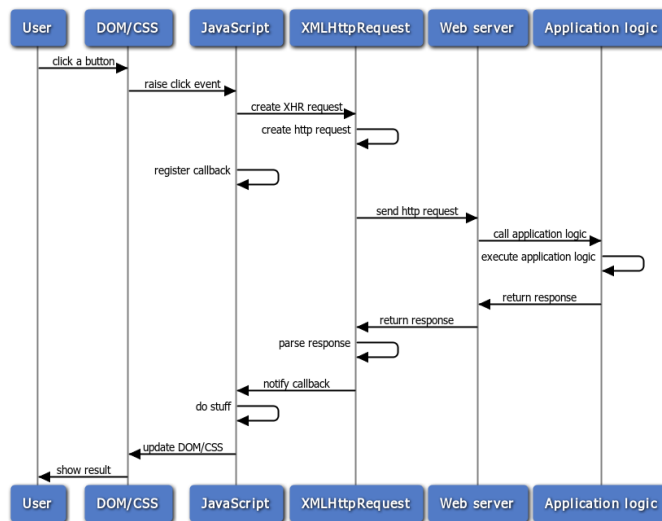 User
DOM/CSS
JavaScript
XMLHttpRequest
Web server
Application logic
click a button
raise click event
create XHR request
create http request
register callback
send http request
call application logic
execute application logic
return response
return response
parse response
notify callback
do stuff
update DOM/CSS
show result
User
DOM/CSS
JavaScript
XMLHttpRequest
Web server
Application logic